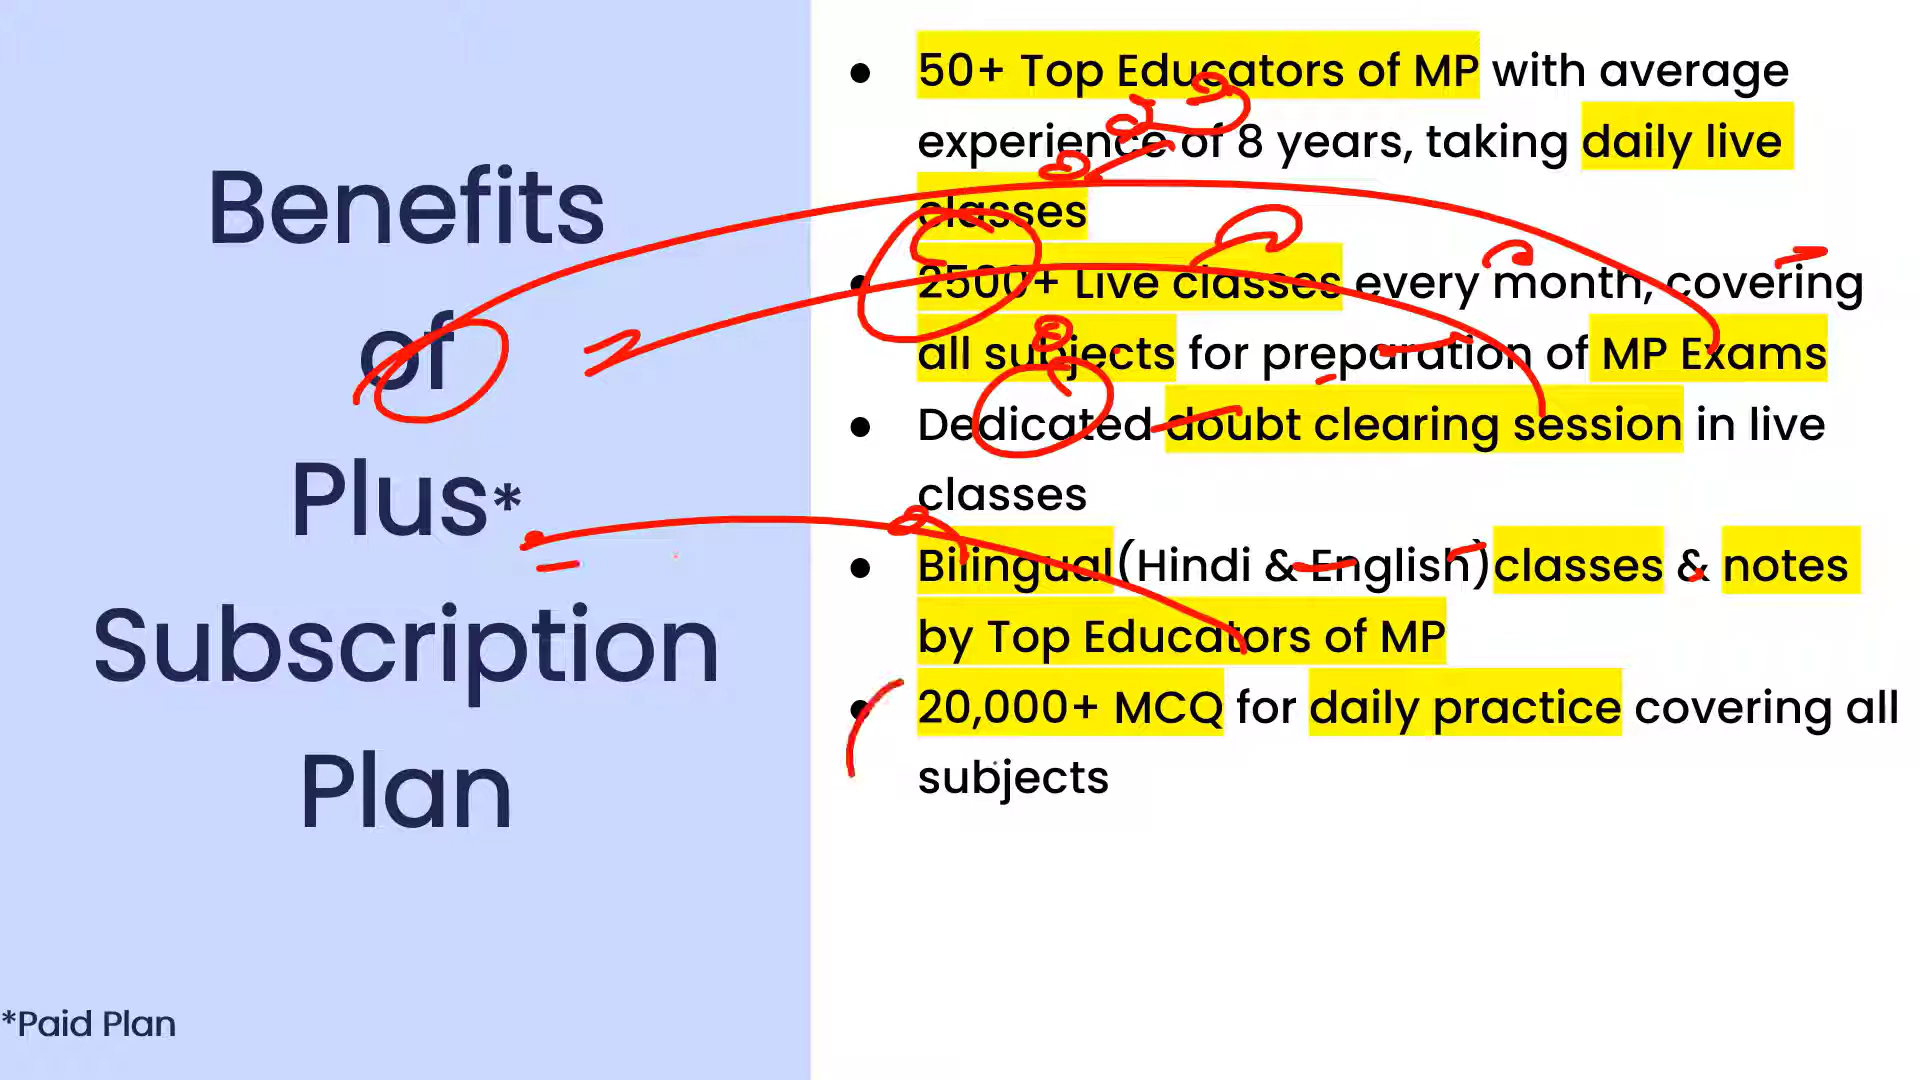 Benefits
of
Plus*
Subscription
Plan
*Paid Plan
● 50+ Top Educators of MP with average
experience of 8 years, taking daily live
classes
● 2500+ Live classes every month, covering
all subjects for preparation of MP Exams
● Dedicated doubt clearing session in live
classes
● Bilingual(Hindi & English)classes & notes
by Top Educators of MP
● 20,000+ MCQ for daily practice covering all
subjects